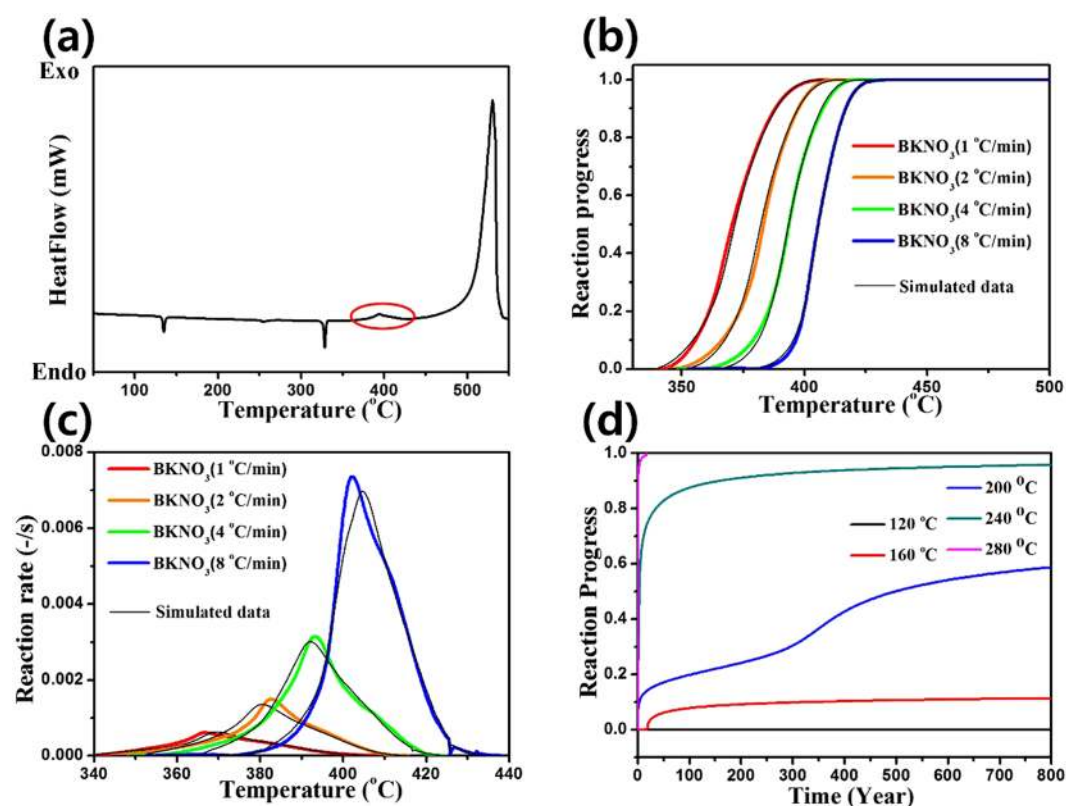 (a)
Exo
HeatFlow (mW)
Endo
100 200 300 400 500
Temperature (°C)
(b)
1.0
0.8
0.6
0.4
0.2
0.0
Reaction progress
BKNO₃(1 °C/min)
BKNO₃(2 °C/min)
BKNO₃(4 °C/min)
BKNO₃(8 °C/min)
Simulated data
350 400 450 500
Temperature (°C)
(c)
0.008
0.006
0.004
0.002
0.000
Reaction rate (-/s)
BKNO₃(1 °C/min)
BKNO₃(2 °C/min)
BKNO₃(4 °C/min)
BKNO₃(8 °C/min)
Simulated data
340 360 380 400 420 440
Temperature (°C)
(d)
1.0
0.8
0.6
0.4
0.2
0.0
Reaction Progress
120 °C
160 °C
200 °C
240 °C
280 °C
0 100 200 300 400 500 600 700 800
Time (Year)